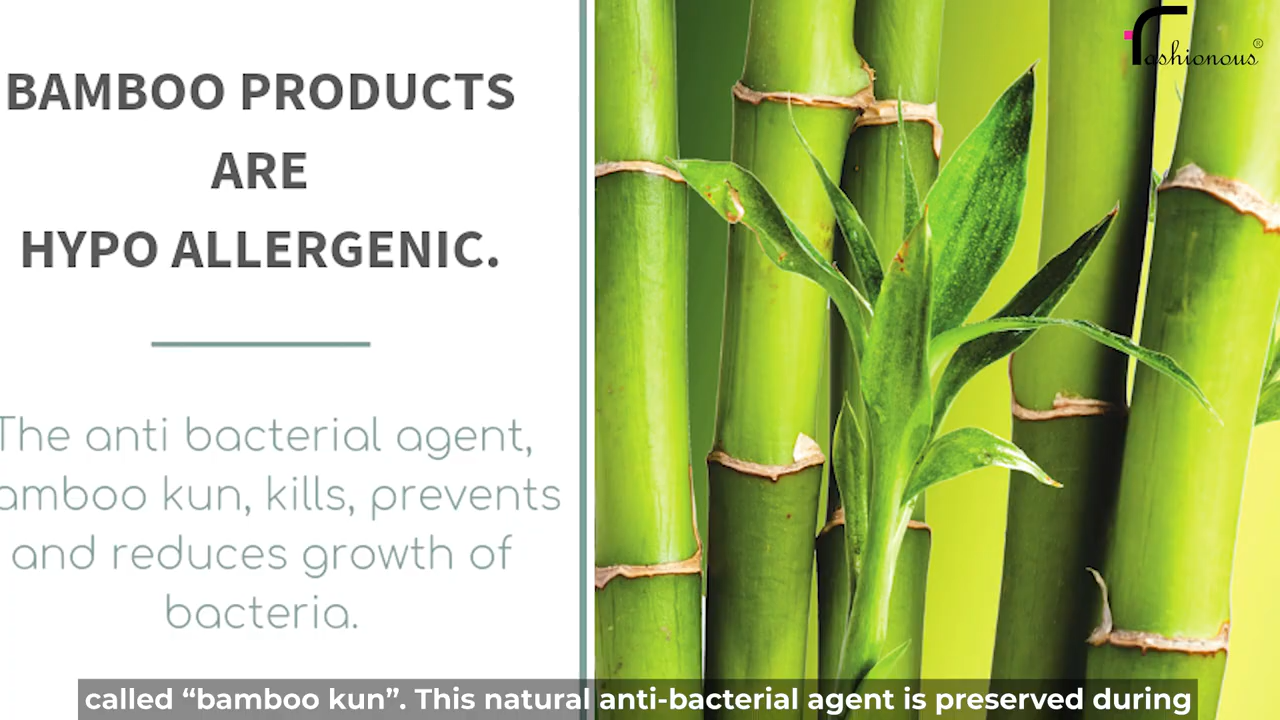 BAMBOO PRODUCTS
ARE
HYPO ALLERGENIC.
The anti bacterial agent,
amboo kun, kills, prevents
and reduces growth of
bacteria.
called “bamboo kun”. This natural anti-bacterial agent is preserved during
fashionous®